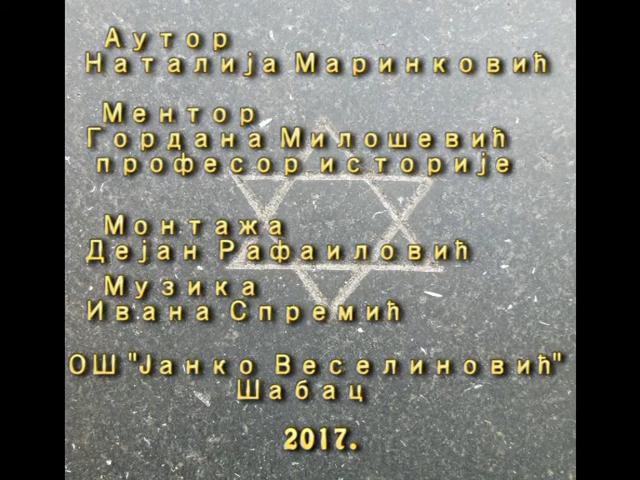 Аутор
Наталија Маринковић
Ментор
Гордана Милошевић
професор историје
Монтажа
Дејан Рафаиловић
Музика
Ивана Спремић
ОШ "Јанко Веселиновић"
Шабац
2017.